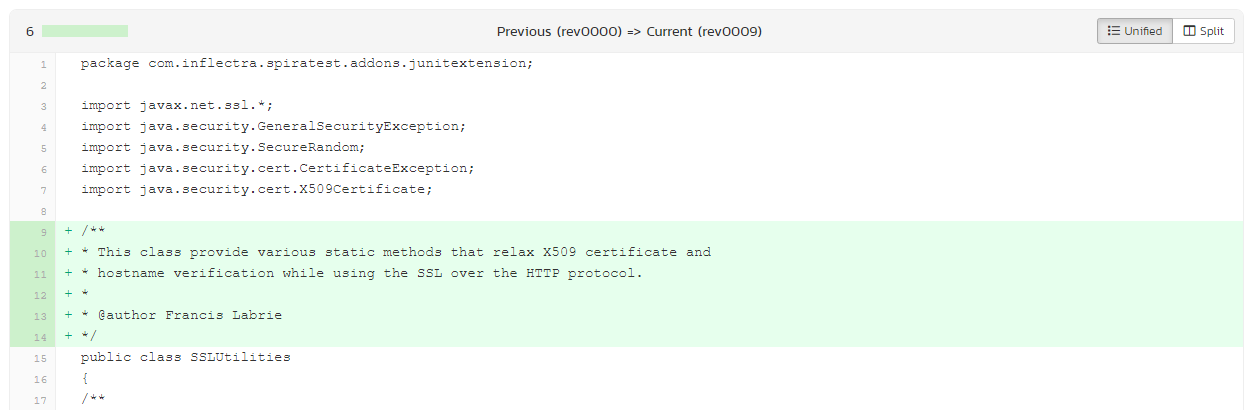 6 Previous (rev0000) => Current (rev0009) Unified Split
1 package com.inflectra.spiratest.addons.junitextension;
2
3 import javax.net.ssl.*;
4 import java.security.GeneralSecurityException;
5 import java.security.SecureRandom;
6 import java.security.cert.CertificateException;
7 import java.security.cert.X509Certificate;
8
9 + /**
10 + * This class provide various static methods that relax X509 certificate and
11 + * hostname verification while using the SSL over the HTTP protocol.
12 + *
13 + * @author Francis Labrie
14 + */
15 public class SSLUtilities
16 {
17 /**